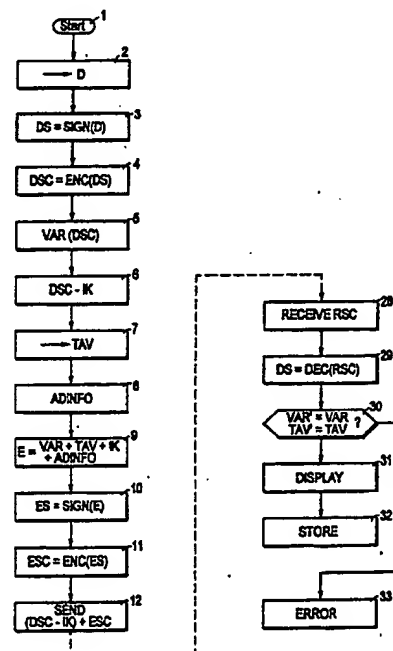 Start 1
2
→ D
3
DS = SIGN(D)
4
DSC = ENC(DS)
5
VAR (DSC)
6
DSC - IK
7
→ TAV
8
ADINFO
9
E = VAR + TAV + IK
+ ADINFO
10
ES = SIGN(E)
11
ESC = ENC(ES)
12
SEND
(DSC - IK) + ESC
28
RECEIVE RSC
29
DS = DEC(RSC)
30
VAR' = VAR
TAV' = TAV ?
31
DISPLAY
32
STORE
33
ERROR